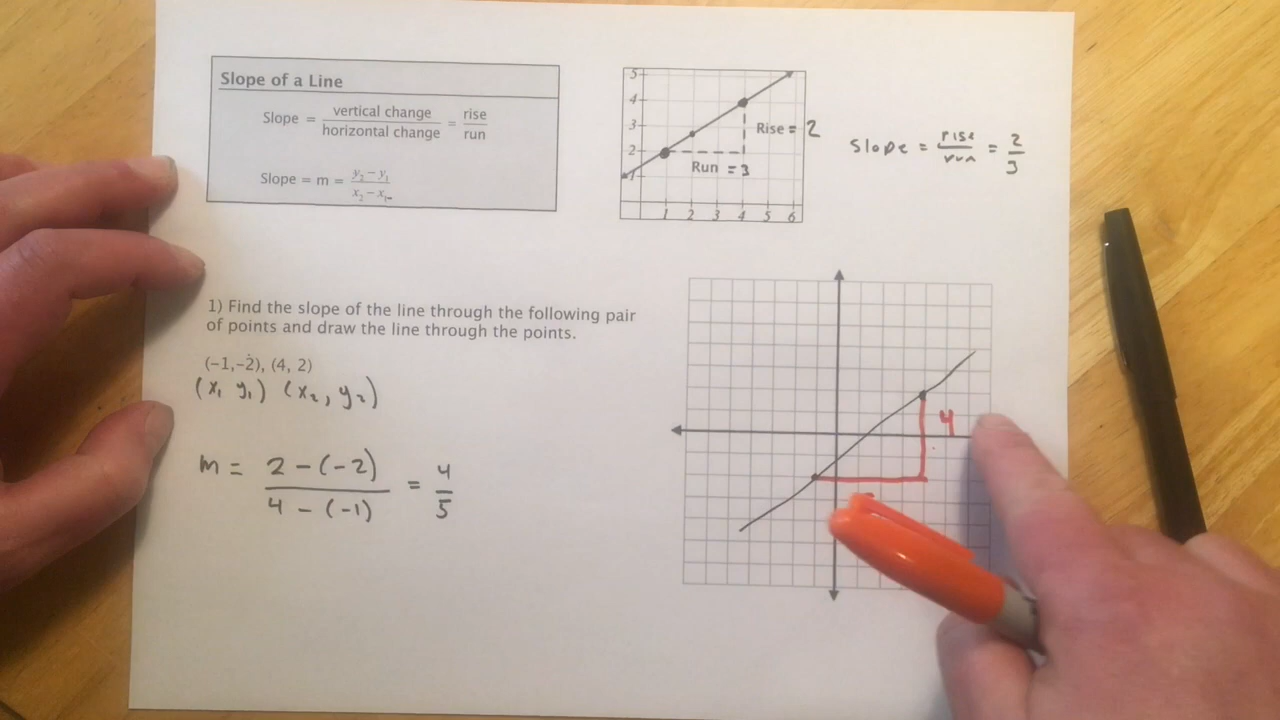 Slope of a Line
Slope = vertical change / horizontal change = rise / run
Slope = m = y₂ – y₁ / x₂ – x₁
5
4
3
2
1
1 2 3 4 5 6
Rise = 2
Run = 3
Slope = rise / run = 2 / 3
1) Find the slope of the line through the following pair
of points and draw the line through the points.
(–1,–2), (4, 2)
(x₁ y₁) (x₂, y₂)
m = 2 – (–2) / 4 – (–1) = 4 / 5
4